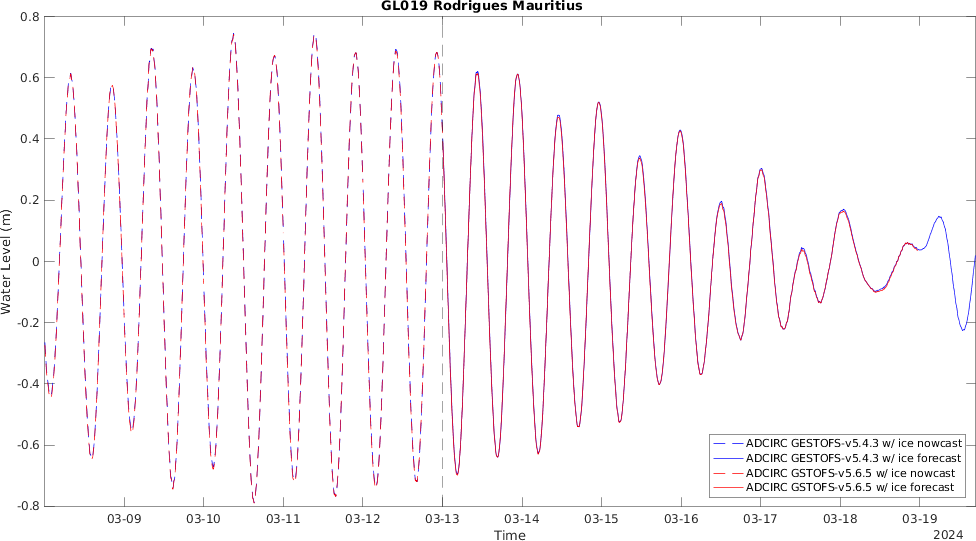 GL019 Rodrigues Mauritius
0.8
0.6
0.4
0.2
0
-0.2
-0.4
-0.6
-0.8
Water Level (m)
03-09 03-10 03-11 03-12 03-13 03-14 03-15 03-16 03-17 03-18 03-19
Time
2024
ADCIRC GESTOFS-v5.4.3 w/ ice nowcast
ADCIRC GESTOFS-v5.4.3 w/ ice forecast
ADCIRC GSTOFS-v5.6.5 w/ ice nowcast
ADCIRC GSTOFS-v5.6.5 w/ ice forecast